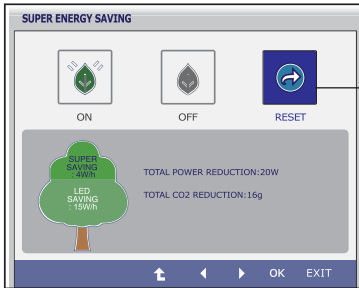 SUPER ENERGY SAVING
ON
OFF
RESET
SUPER
SAVING
: 4W/h
LED
SAVING
: 15W/h
TOTAL POWER REDUCTION:20W
TOTAL CO2 REDUCTION:16g
OK
EXIT